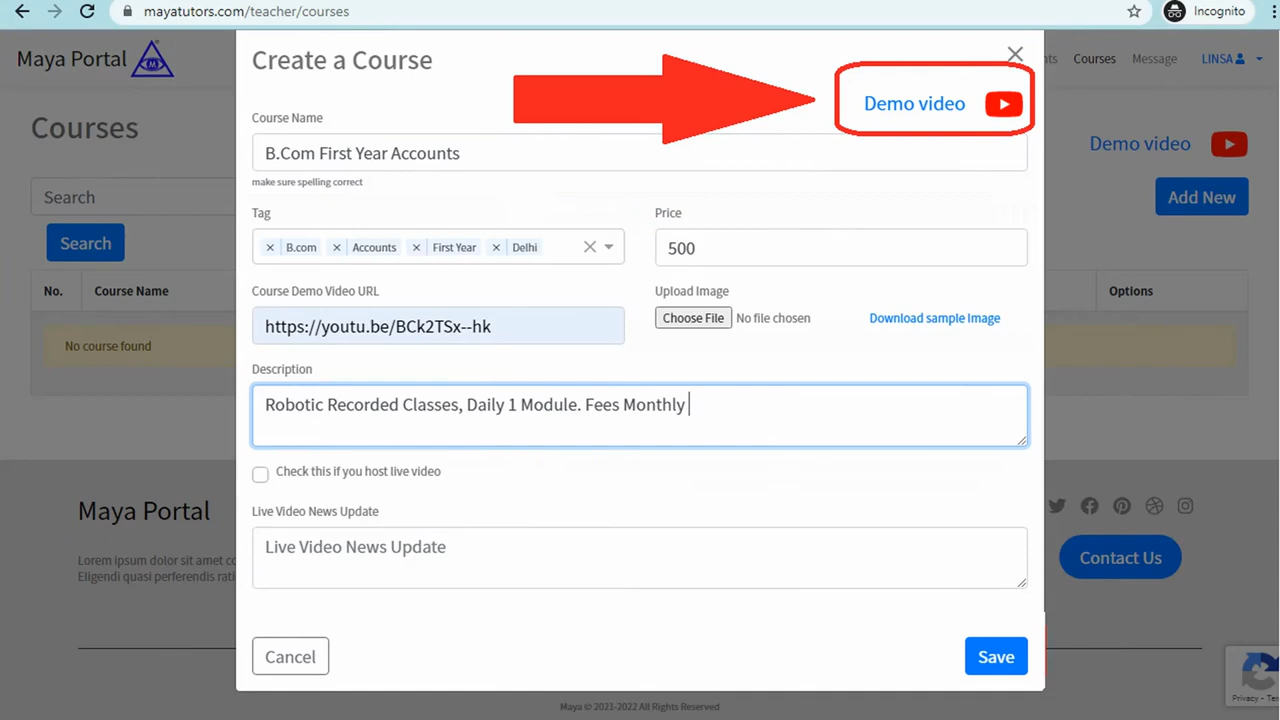 mayatutors.com/teacher/courses
Incognito
Maya Portal
M
Courses
Message
LINSA
Create a Course
Demo video
Courses
Demo video
Course Name
B.Com First Year Accounts
make sure spelling correct
Search
Add New
Search
Tag
Price
× B.com × Accounts × First Year × Delhi
500
Course Demo Video URL
Upload Image
https://youtu.be/BCk2TSx--hk
Choose File No file chosen
Download sample Image
No.
Course Name
Options
No course found
Description
Robotic Recorded Classes, Daily 1 Module. Fees Monthly
Check this if you host live video
Live Video News Update
Live Video News Update
Maya Portal
Lorem ipsum dolor sit amet
Eligendi quasi perferendis
Contact Us
Cancel
Save
Maya © 2021-2022 All Rights Reserved
Privacy